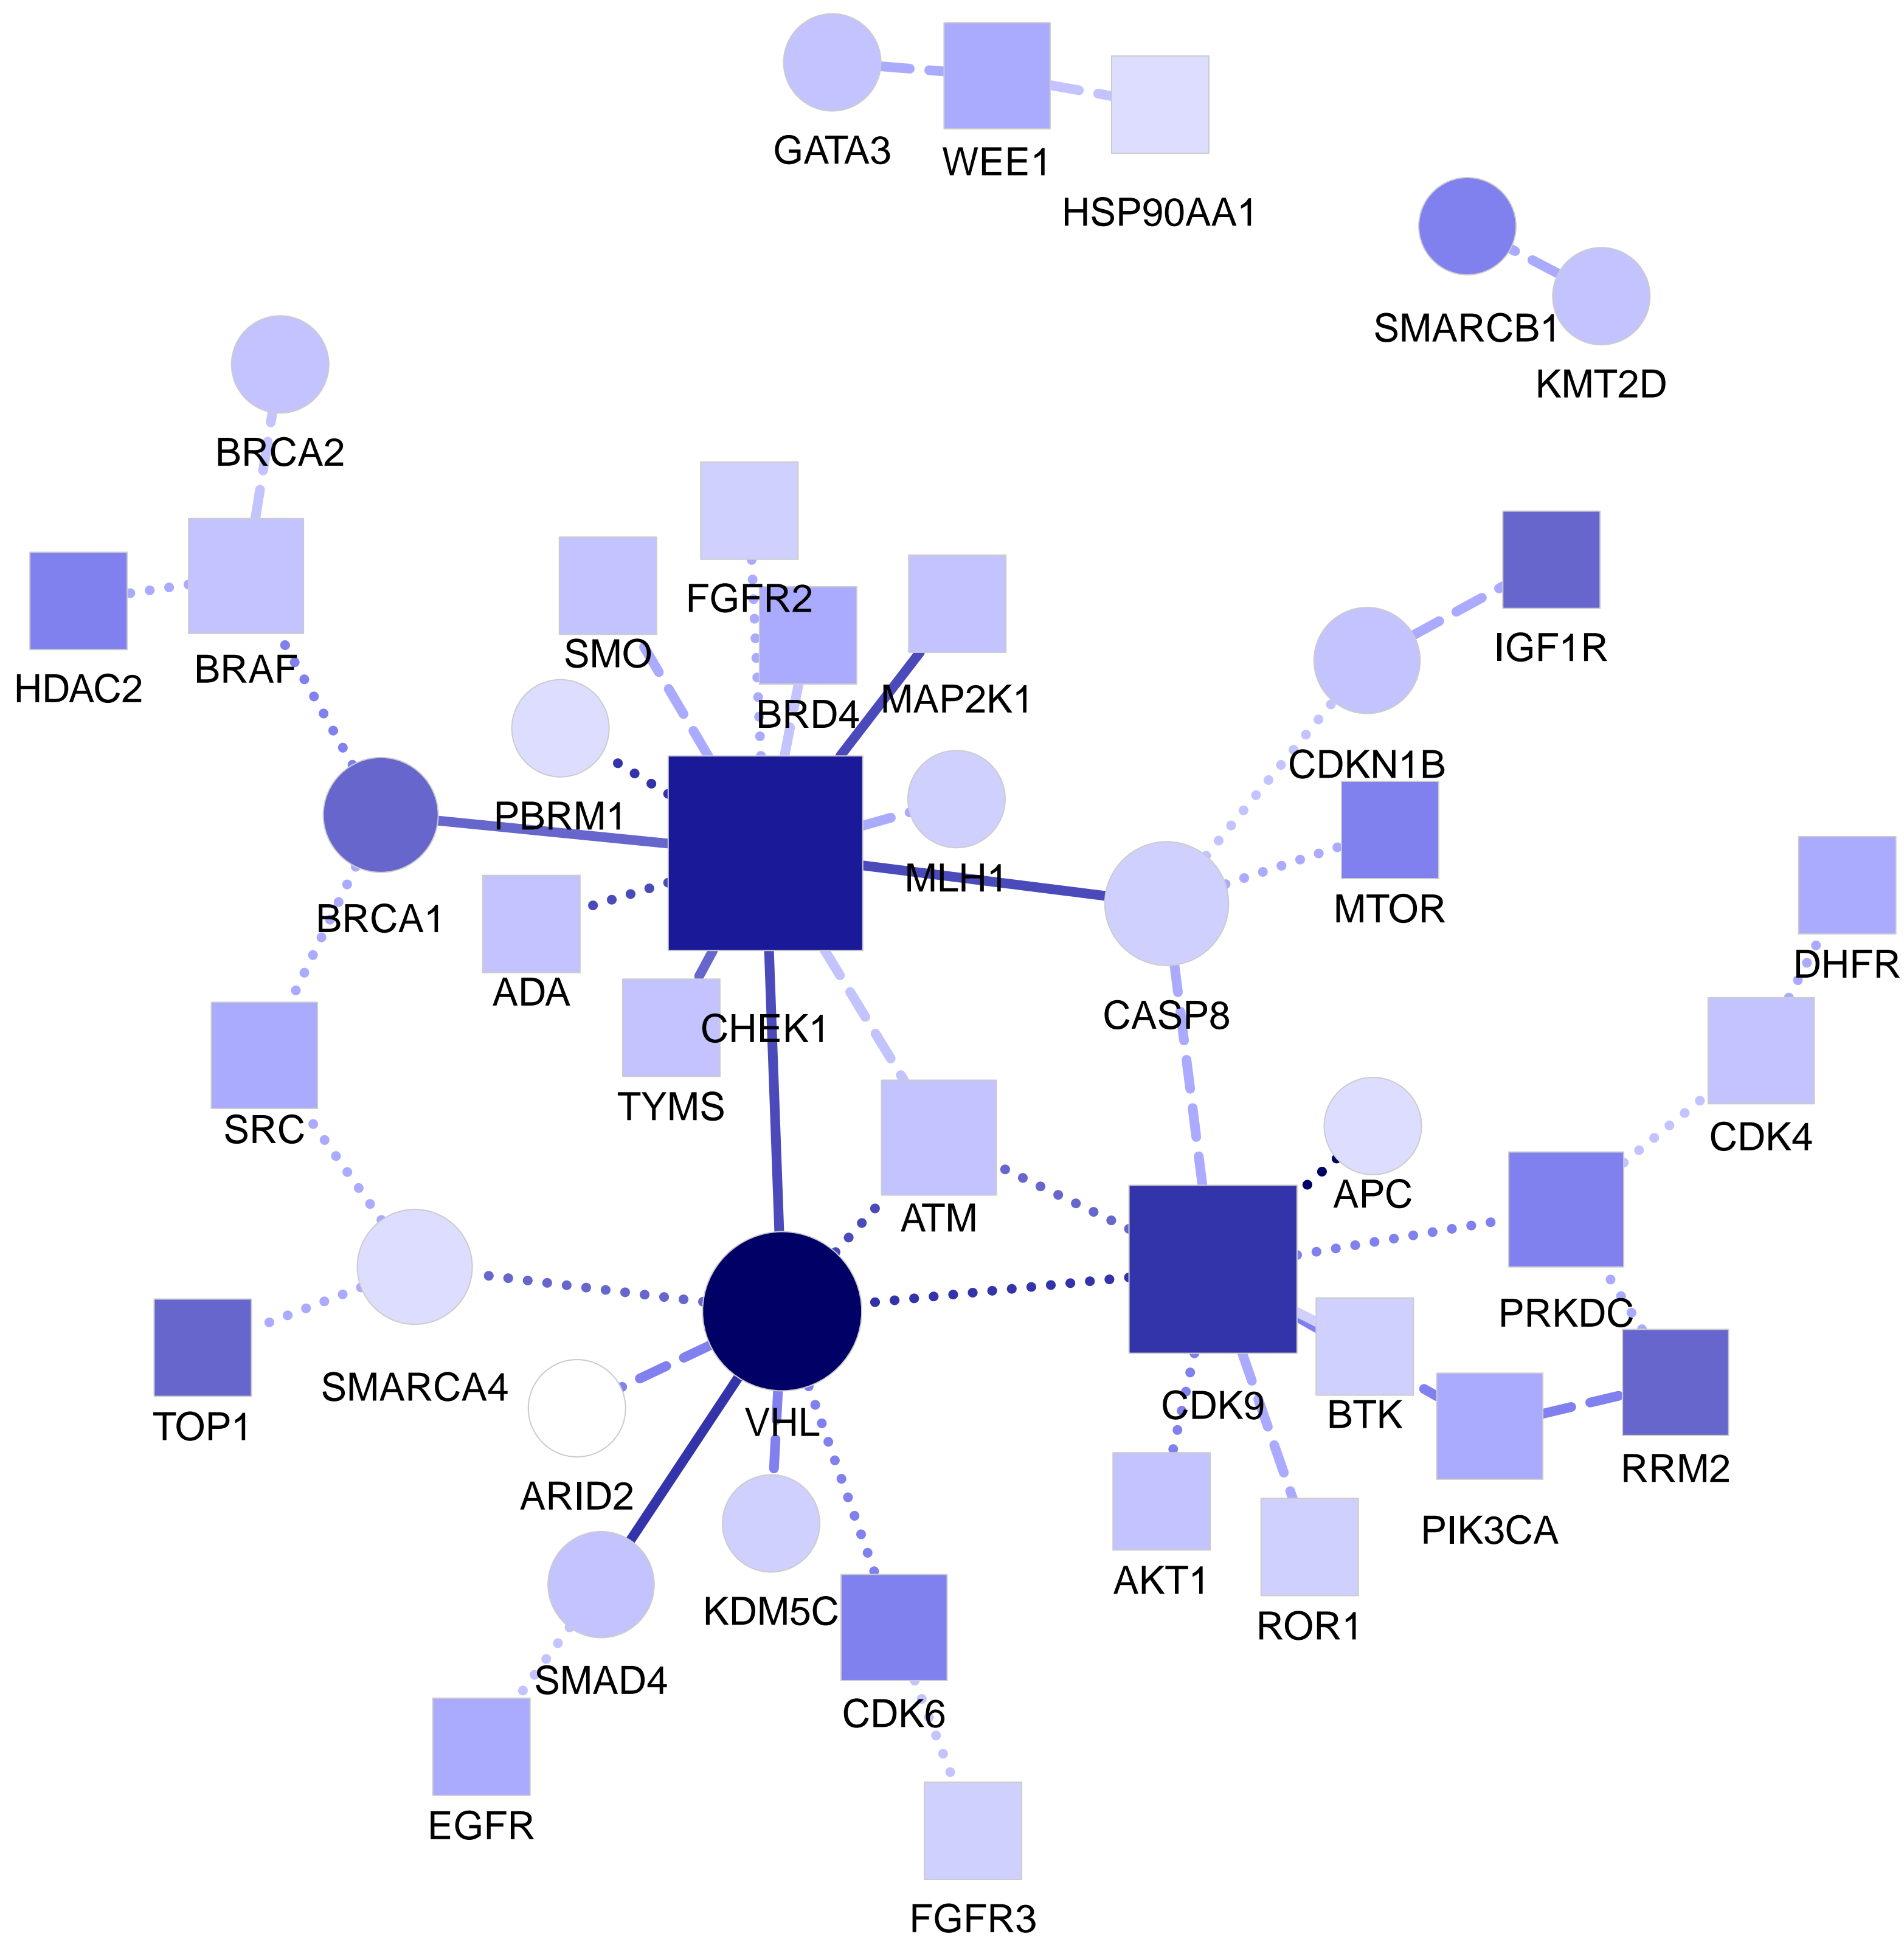 GATA3
WEE1
HSP90AA1
SMARCB1
KMT2D
BRCA2
FGFR2
SMO
BRAF
HDAC2
IGF1R
MAP2K1
BRD4
CDKN1B
PBRM1
MLH1
MTOR
BRCA1
DHFR
ADA
CHEK1
CASP8
TYMS
SRC
CDK4
APC
ATM
PRKDC
SMARCA4
CDK9
BTK
TOP1
VHL
RRM2
ARID2
PIK3CA
AKT1
KDM5C
ROR1
SMAD4
CDK6
EGFR
FGFR3